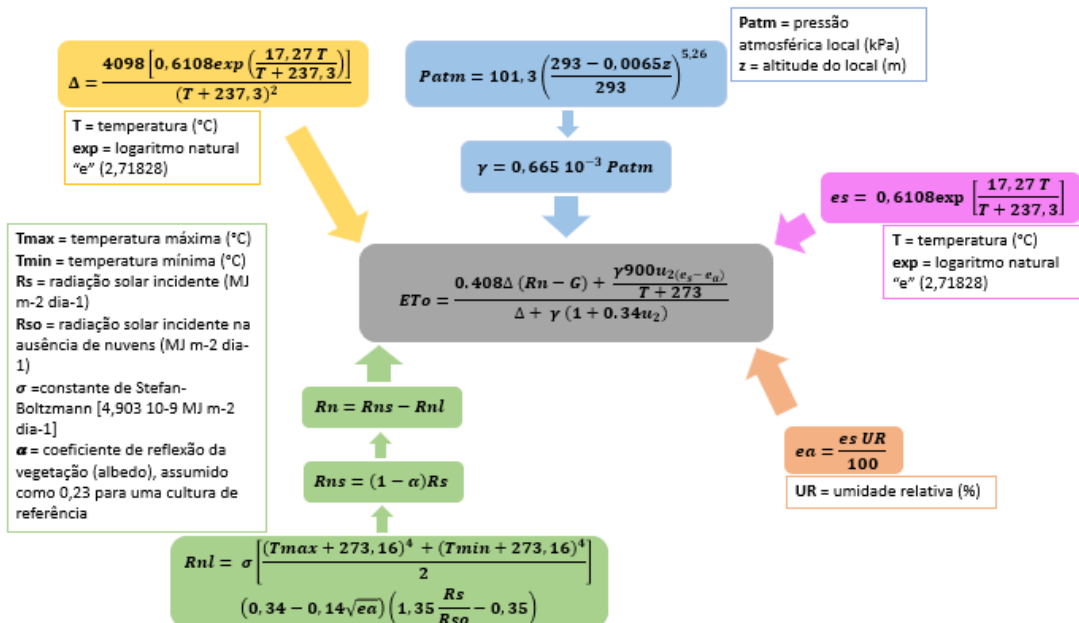 Δ = 4098 [0,6108exp (17,27 T / T + 237,3)] / (T + 237,3)²
T = temperatura (°C)
exp = logaritmo natural
“e” (2,71828)
Patm = 101,3 (293 − 0,0065z / 293)^5,26
Patm = pressão
atmosférica local (kPa)
z = altitude do local (m)
γ = 0,665 10⁻³ Patm
es = 0,6108exp [17,27 T / T + 237,3]
T = temperatura (°C)
exp = logaritmo natural
“e” (2,71828)
Tmax = temperatura máxima (°C)
Tmin = temperatura mínima (°C)
Rs = radiação solar incidente (MJ
m-2 dia-1)
Rso = radiação solar incidente na
ausência de nuvens (MJ m-2 dia-
1)
σ =constante de Stefan-
Boltzmann [4,903 10-9 MJ m-2
dia-1]
α = coeficiente de reflexão da
vegetação (albedo), assumido
como 0,23 para uma cultura de
referência
ETo = 0.408Δ (Rn − G) + γ900u₂₍ₑₛ₋ₑₐ₎ / T + 273 / Δ + γ (1 + 0.34u₂)
Rn = Rns − Rnl
Rns = (1 − α)Rs
Rnl = σ [(Tmax + 273,16)⁴ + (Tmin + 273,16)⁴ / 2]
(0,34 − 0,14√ea) (1,35 Rs / Rso − 0,35)
ea = es UR / 100
UR = umidade relativa (%)